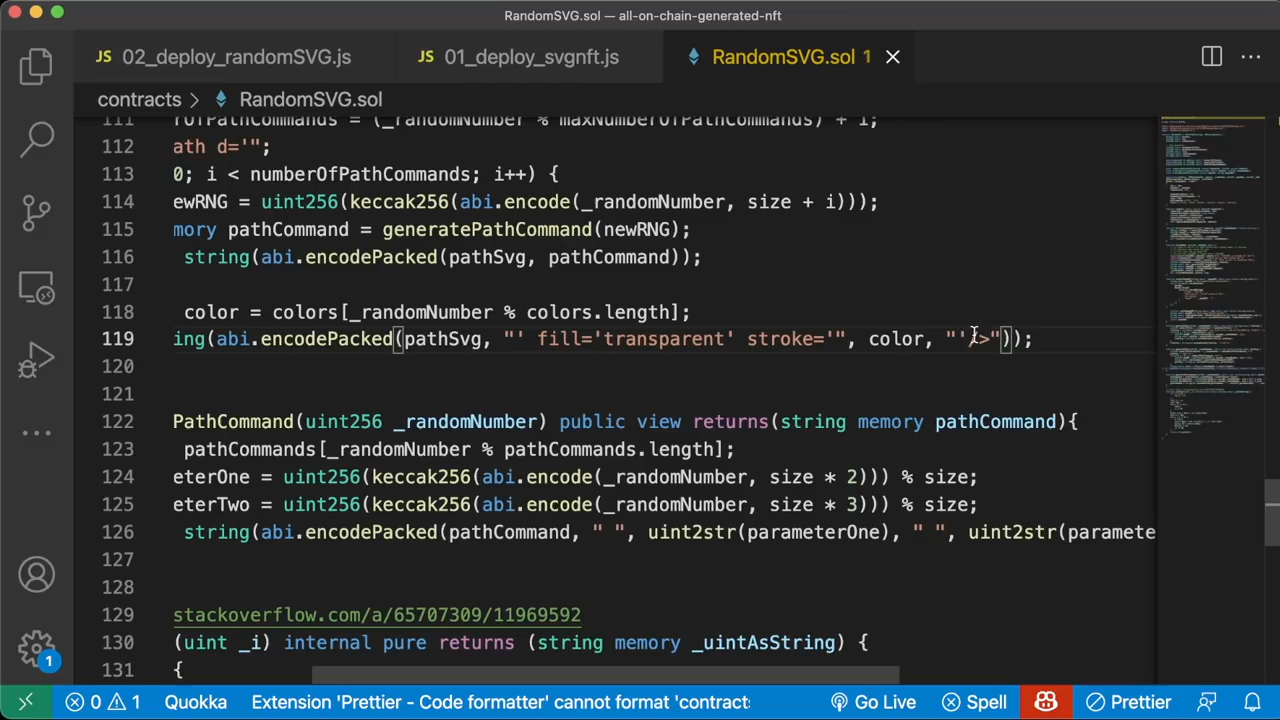 RandomSVG.sol — all-on-chain-generated-nft
JS 02_deploy_randomSVG.js JS 01_deploy_svgnft.js RandomSVG.sol 1
contracts > RandomSVG.sol
111 rOfPathCommands = (_randomNumber % maxNumberOfPathCommands) + 1;
112 ath d='";
113 0; i < numberOfPathCommands; i++) {
114 ewRNG = uint256(keccak256(abi.encode(_randomNumber, size + i)));
115 mory pathCommand = generatePathCommand(newRNG);
116 string(abi.encodePacked(pathSvg, pathCommand));
117
118 color = colors[_randomNumber % colors.length];
119 ing(abi.encodePacked(pathSvg, "' fill='transparent' stroke='", color, "'/>"));
120
121
122 PathCommand(uint256 _randomNumber) public view returns(string memory pathCommand){
123 pathCommands[_randomNumber % pathCommands.length];
124 eterOne = uint256(keccak256(abi.encode(_randomNumber, size * 2))) % size;
125 eterTwo = uint256(keccak256(abi.encode(_randomNumber, size * 3))) % size;
126 string(abi.encodePacked(pathCommand, " ", uint2str(parameterOne), " ", uint2str(paramete
127
128
129 stackoverflow.com/a/65707309/11969592
130 (uint _i) internal pure returns (string memory _uintAsString) {
131 {
1
0 1 Quokka Extension 'Prettier - Code formatter' cannot format 'contracts Go Live Spell Prettier